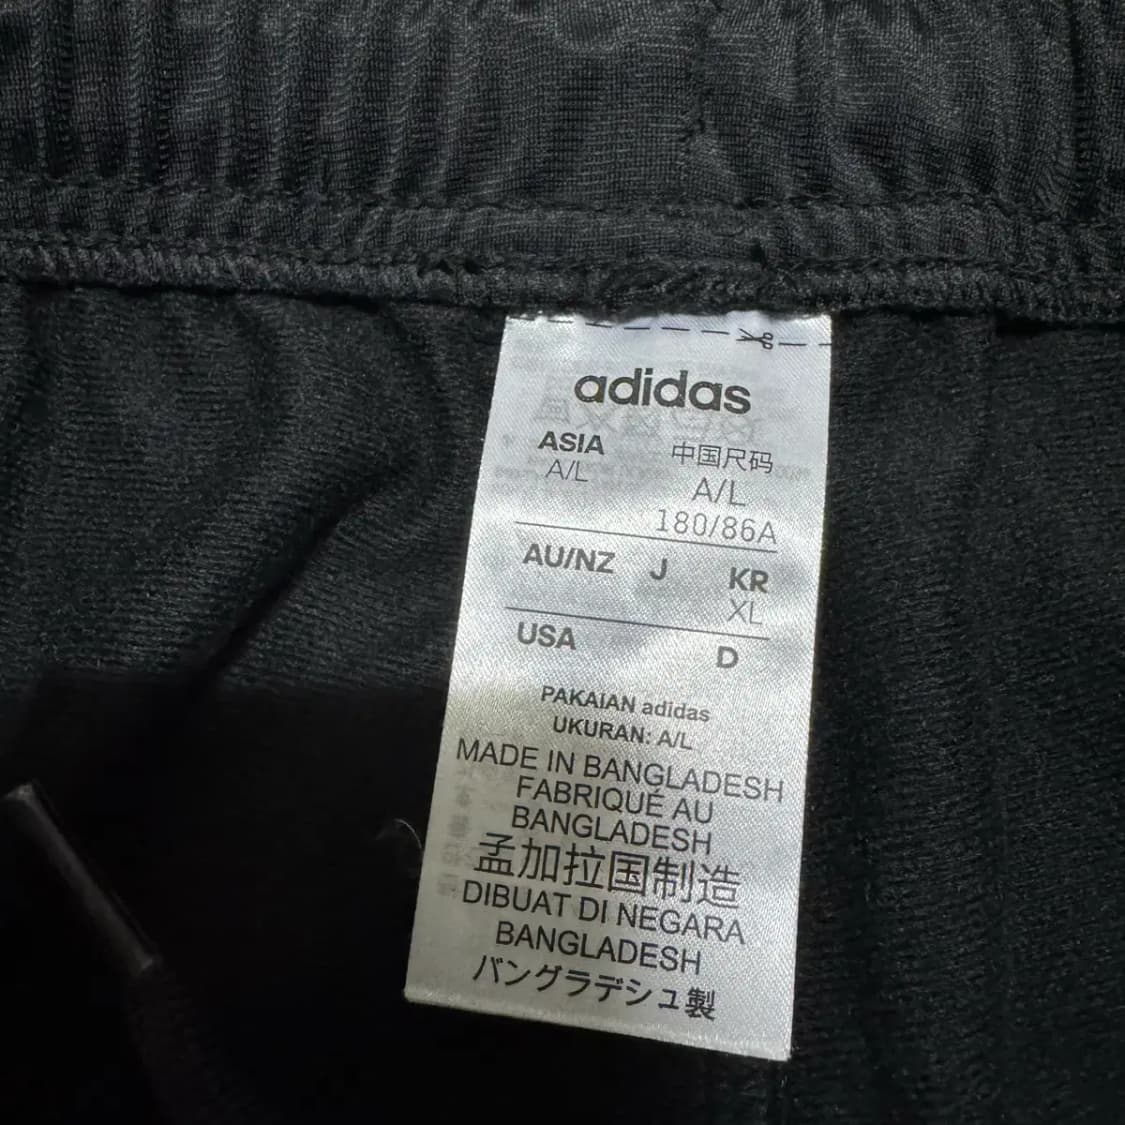 adidas
ASIA 中国尺码
A/L A/L
180/86A
AU/NZ J KR
XL
USA D
PAKAIAN adidas
UKURAN: A/L
MADE IN BANGLADESH
FABRIQUÉ AU
BANGLADESH
孟加拉国制造
DIBUAT DI NEGARA
BANGLADESH
バングラデシュ製